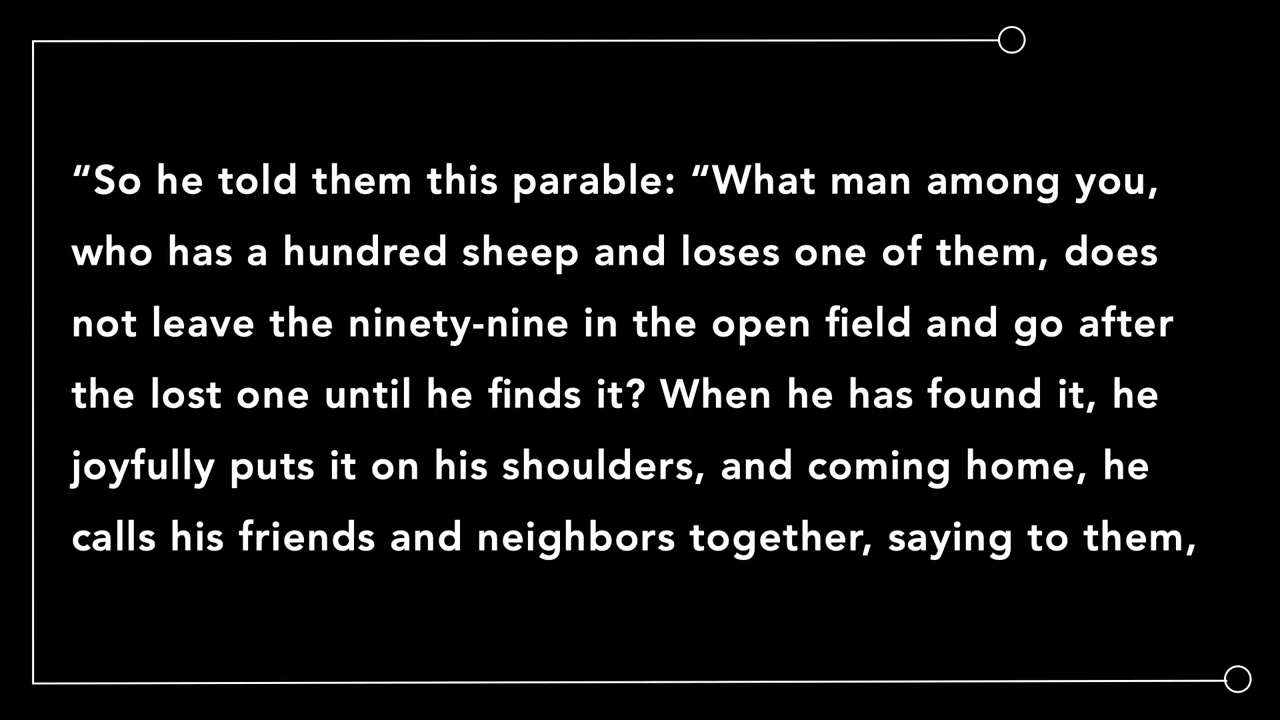 “So he told them this parable: “What man among you,
who has a hundred sheep and loses one of them, does
not leave the ninety-nine in the open field and go after
the lost one until he finds it? When he has found it, he
joyfully puts it on his shoulders, and coming home, he
calls his friends and neighbors together, saying to them,